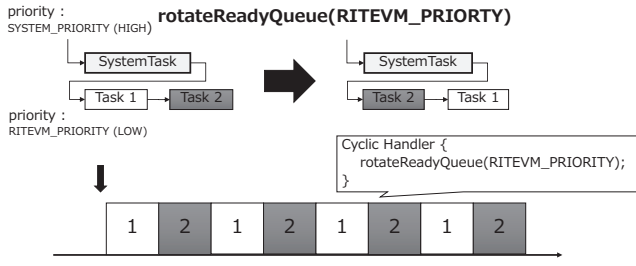 priority :
SYSTEM_PRIORITY (HIGH)
rotateReadyQueue(RITEVM_PRIORTY)
SystemTask
Task 1
Task 2
SystemTask
Task 2
Task 1
priority :
RITEVM_PRIORITY (LOW)
Cyclic Handler {
rotateReadyQueue(RITEVM_PRIORITY);
}
1 2 1 2 1 2 1 2